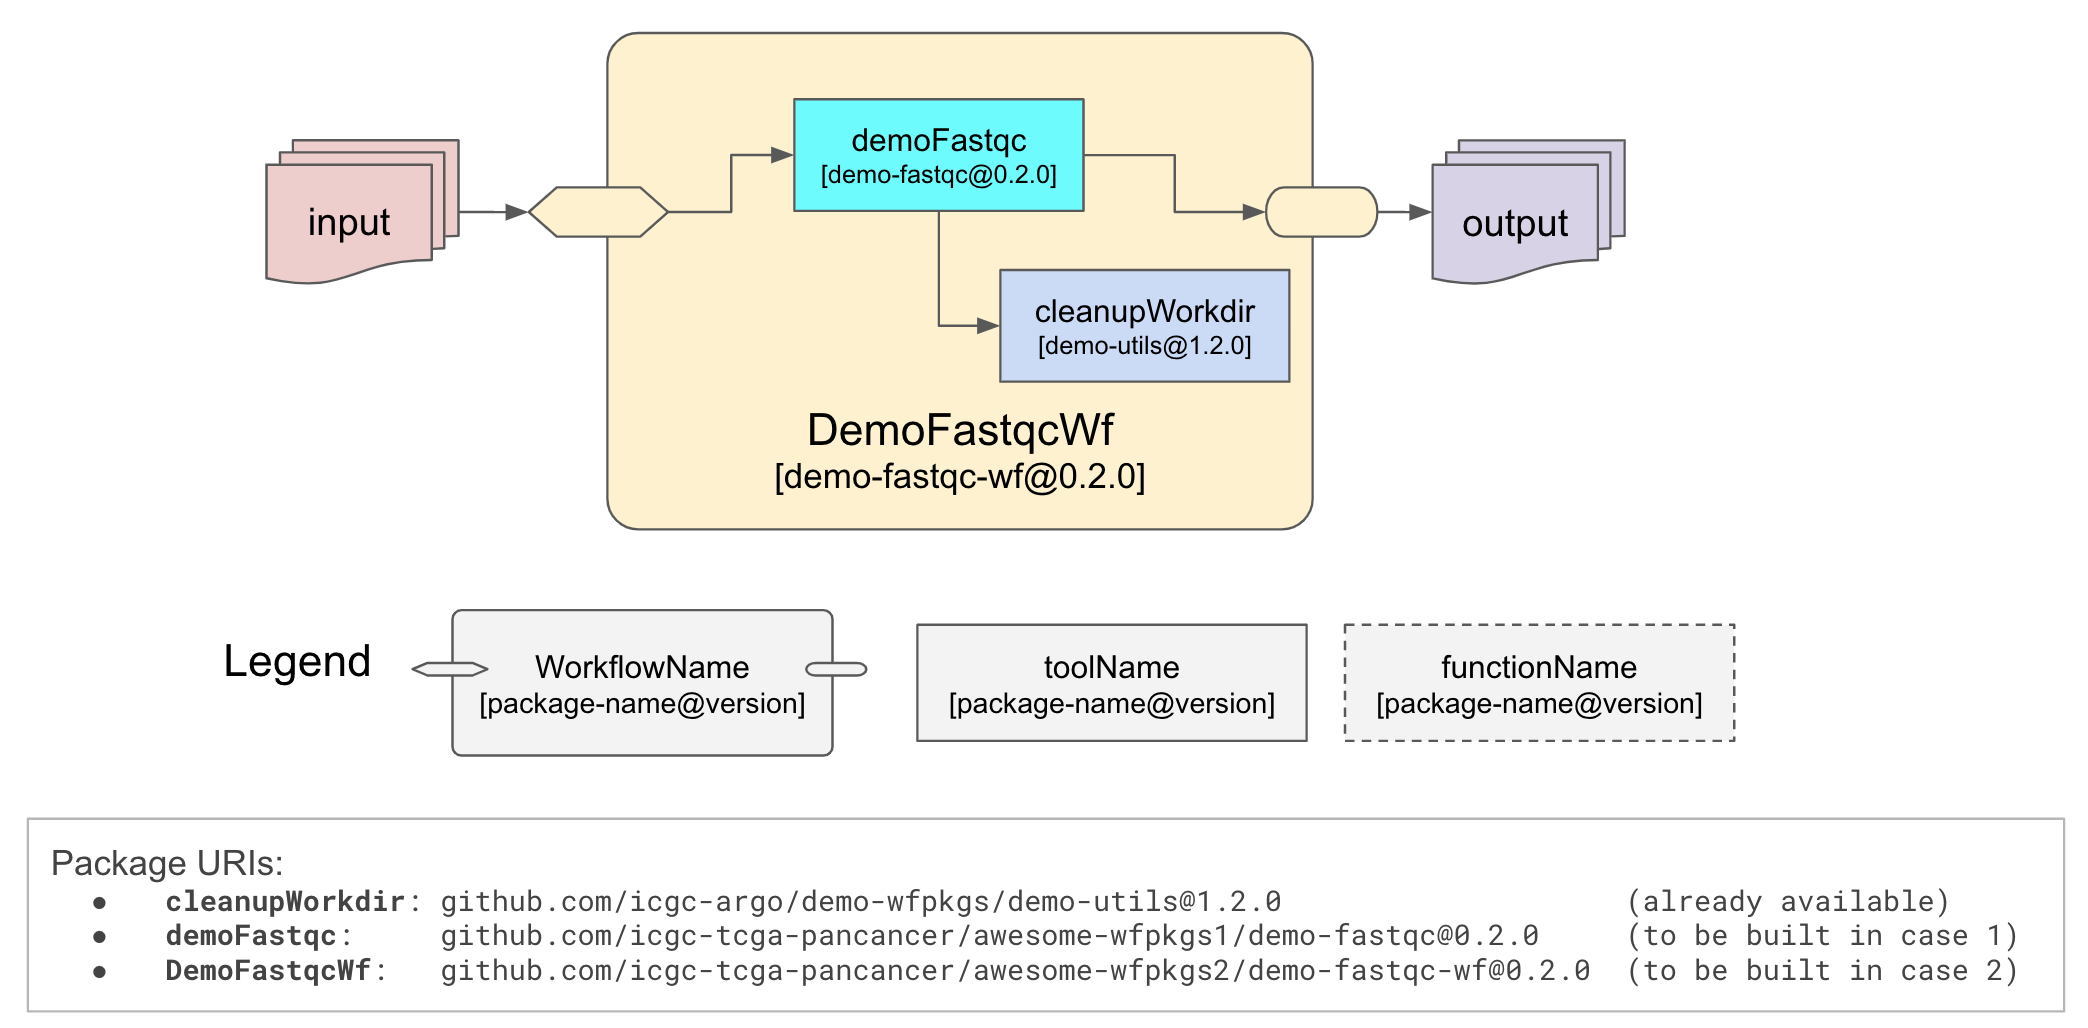 input
demoFastqc
[demo-fastqc@0.2.0]
output
cleanupWorkdir
[demo-utils@1.2.0]
DemoFastqcWf
[demo-fastqc-wf@0.2.0]
Legend
WorkflowName
[package-name@version]
toolName
[package-name@version]
functionName
[package-name@version]
Package URIs:
● cleanupWorkdir: github.com/icgc-argo/demo-wfpkgs/demo-utils@1.2.0 (already available)
● demoFastqc: github.com/icgc-tcga-pancancer/awesome-wfpkgs1/demo-fastqc@0.2.0 (to be built in case 1)
● DemoFastqcWf: github.com/icgc-tcga-pancancer/awesome-wfpkgs2/demo-fastqc-wf@0.2.0 (to be built in case 2)